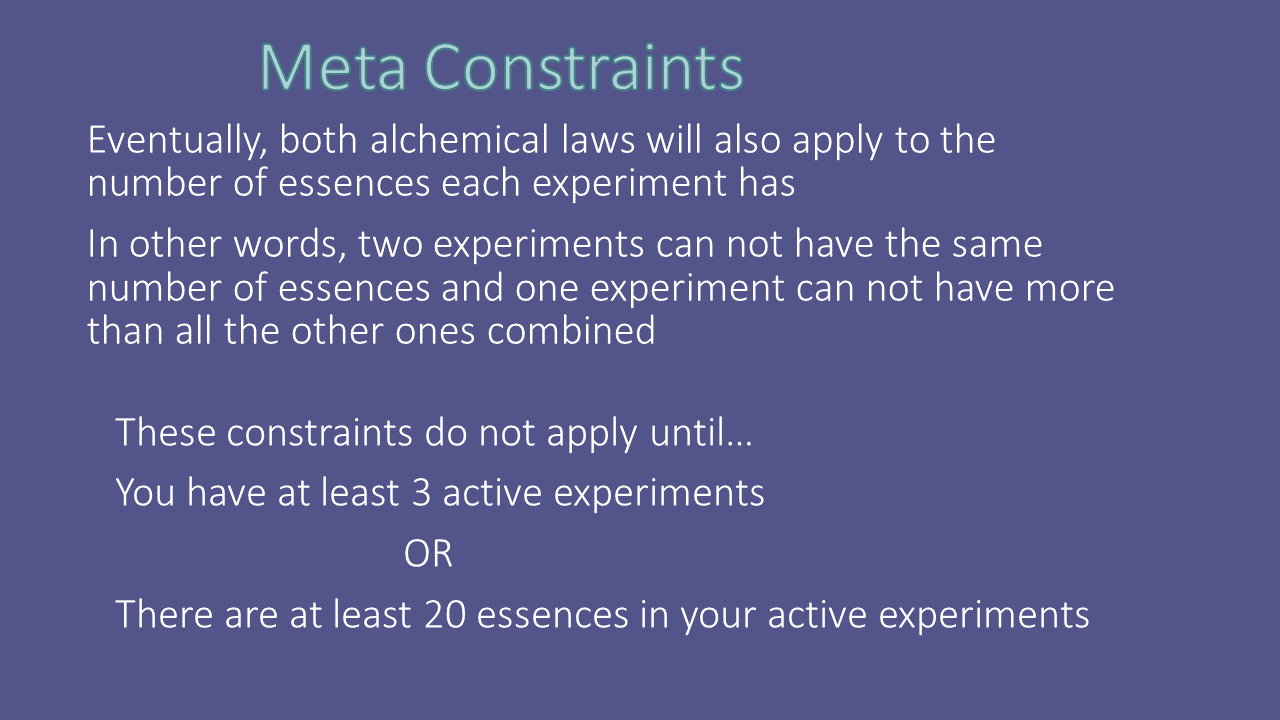 Meta Constraints
Eventually, both alchemical laws will also apply to the
number of essences each experiment has
In other words, two experiments can not have the same
number of essences and one experiment can not have more
than all the other ones combined
These constraints do not apply until...
You have at least 3 active experiments
OR
There are at least 20 essences in your active experiments